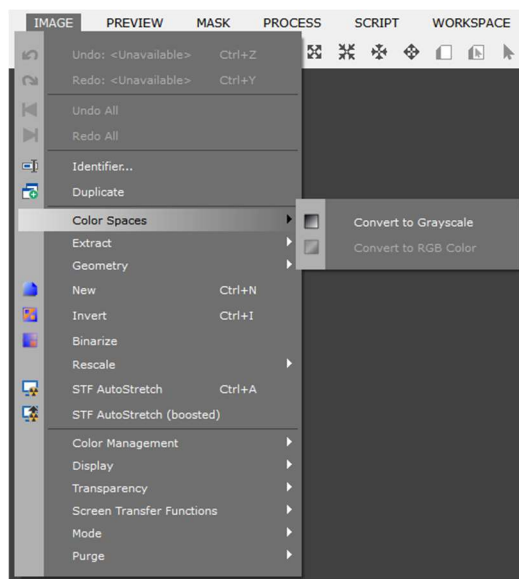 IMAGE PREVIEW MASK PROCESS SCRIPT WORKSPACE
Undo: <Unavailable> Ctrl+Z
Redo: <Unavailable> Ctrl+Y
Undo All
Redo All
Identifier...
Duplicate
Color Spaces
Convert to Grayscale
Convert to RGB Color
Extract
Geometry
New Ctrl+N
Invert Ctrl+I
Binarize
Rescale
STF AutoStretch Ctrl+A
STF AutoStretch (boosted)
Color Management
Display
Transparency
Screen Transfer Functions
Mode
Purge